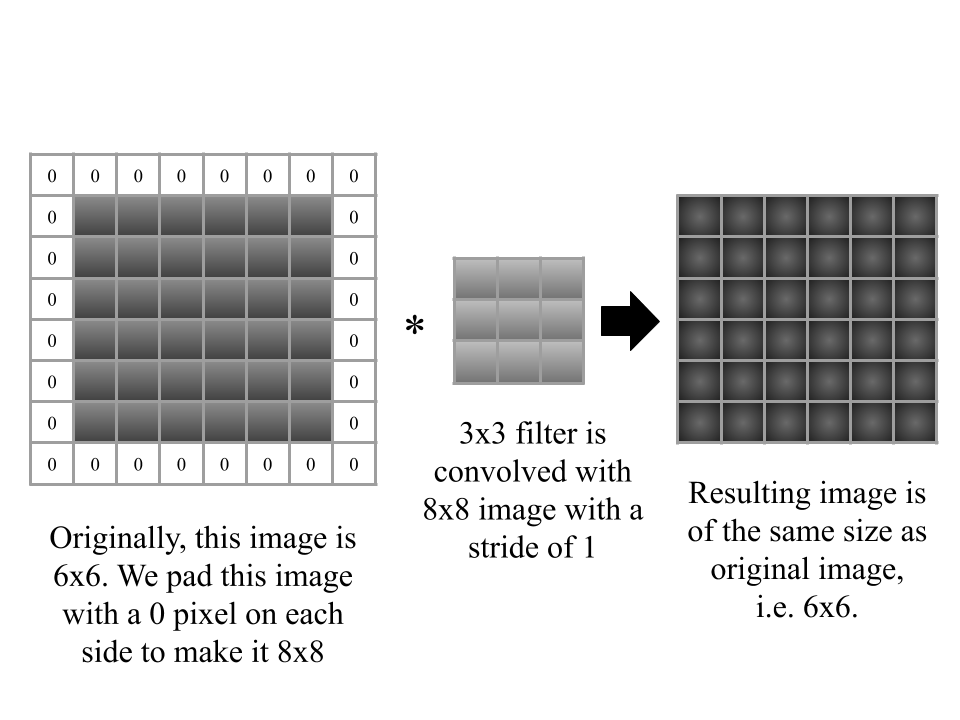 0 0 0 0 0 0 0 0
0 0
0 0
0 0
0 0
0 0
0 0
0 0 0 0 0 0 0 0
Originally, this image is
6x6. We pad this image
with a 0 pixel on each
side to make it 8x8
*
3x3 filter is
convolved with
8x8 image with a
stride of 1
Resulting image is
of the same size as
original image,
i.e. 6x6.